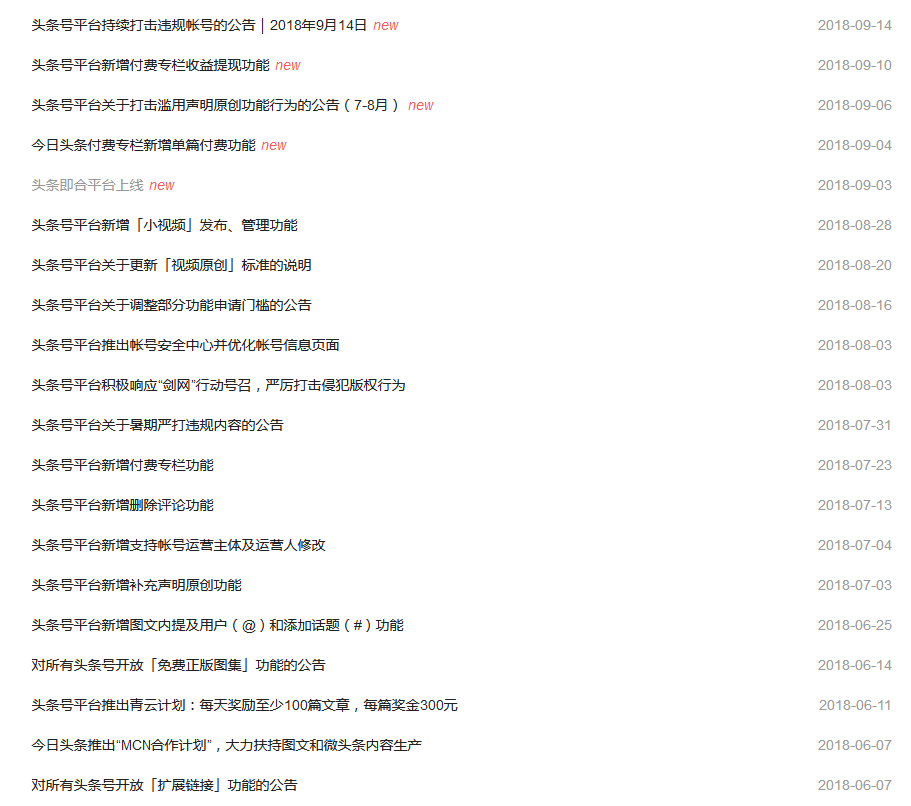 头条号平台持续打击违规帐号的公告 | 2018年9月14日 new 2018-09-14
头条号平台新增付费专栏收益提现功能 new 2018-09-10
头条号平台关于打击滥用声明原创功能行为的公告（7-8月） new 2018-09-06
今日头条付费专栏新增单篇付费功能 new 2018-09-04
头条即合平台上线 new 2018-09-03
头条号平台新增「小视频」发布、管理功能 2018-08-28
头条号平台关于更新「视频原创」标准的说明 2018-08-20
头条号平台关于调整部分功能申请门槛的公告 2018-08-16
头条号平台推出帐号安全中心并优化帐号信息页面 2018-08-03
头条号平台积极响应“剑网”行动号召，严厉打击侵犯版权行为 2018-08-03
头条号平台关于暑期严打违规内容的公告 2018-07-31
头条号平台新增付费专栏功能 2018-07-23
头条号平台新增删除评论功能 2018-07-13
头条号平台新增支持帐号运营主体及运营人修改 2018-07-04
头条号平台新增补充声明原创功能 2018-07-03
头条号平台新增图文内提及用户（@）和添加话题（#）功能 2018-06-25
对所有头条号开放「免费正版图集」功能的公告 2018-06-14
头条号平台推出青云计划：每天奖励至少100篇文章，每篇奖金300元 2018-06-11
今日头条推出“MCN合作计划”，大力扶持图文和微头条内容生产 2018-06-07
对所有头条号开放「扩展链接」功能的公告 2018-06-07